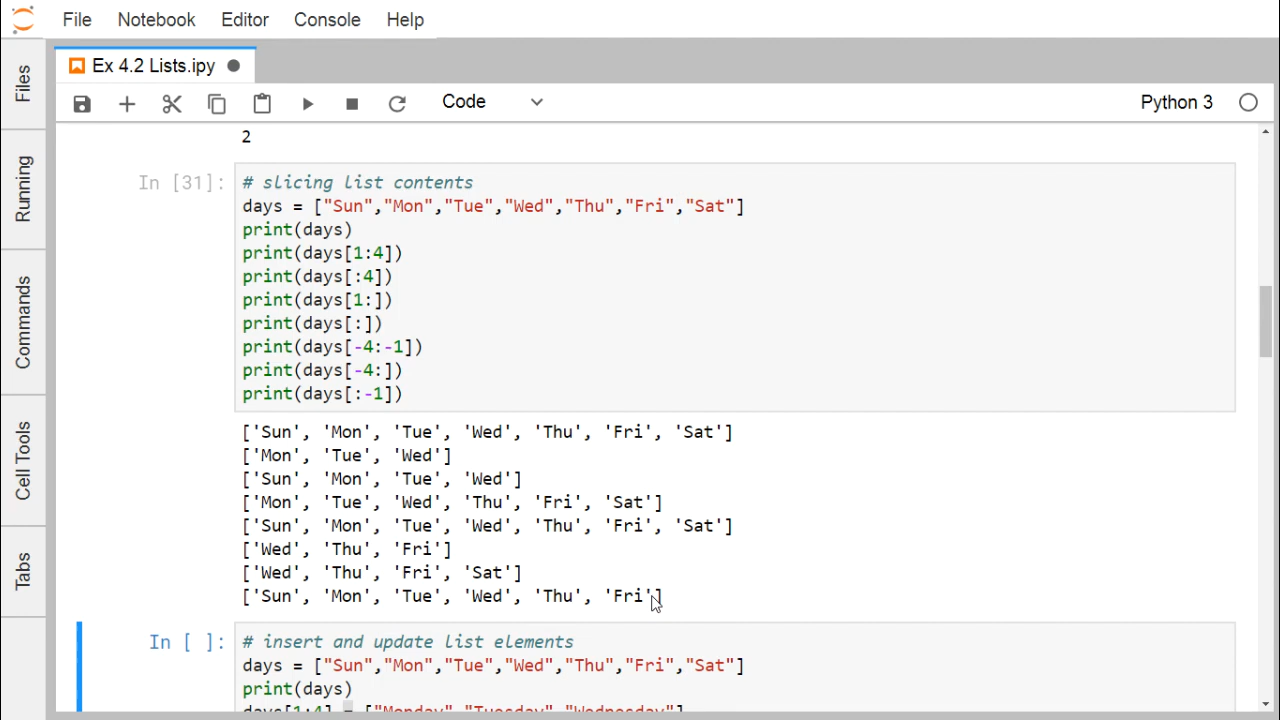 File Notebook Editor Console Help
Ex 4.2 Lists.ipy
Code Python 3
Files
Running
Commands
Cell Tools
Tabs
2
In [31]:
# slicing list contents
days = ["Sun","Mon","Tue","Wed","Thu","Fri","Sat"]
print(days)
print(days[1:4])
print(days[:4])
print(days[1:])
print(days[:])
print(days[-4:-1])
print(days[-4:])
print(days[:-1])
['Sun', 'Mon', 'Tue', 'Wed', 'Thu', 'Fri', 'Sat']
['Mon', 'Tue', 'Wed']
['Sun', 'Mon', 'Tue', 'Wed']
['Mon', 'Tue', 'Wed', 'Thu', 'Fri', 'Sat']
['Sun', 'Mon', 'Tue', 'Wed', 'Thu', 'Fri', 'Sat']
['Wed', 'Thu', 'Fri']
['Wed', 'Thu', 'Fri', 'Sat']
['Sun', 'Mon', 'Tue', 'Wed', 'Thu', 'Fri']
In [ ]:
# insert and update list elements
days = ["Sun","Mon","Tue","Wed","Thu","Fri","Sat"]
print(days)
days[1:4] = ["Monday","Tuesday","Wednesday"]